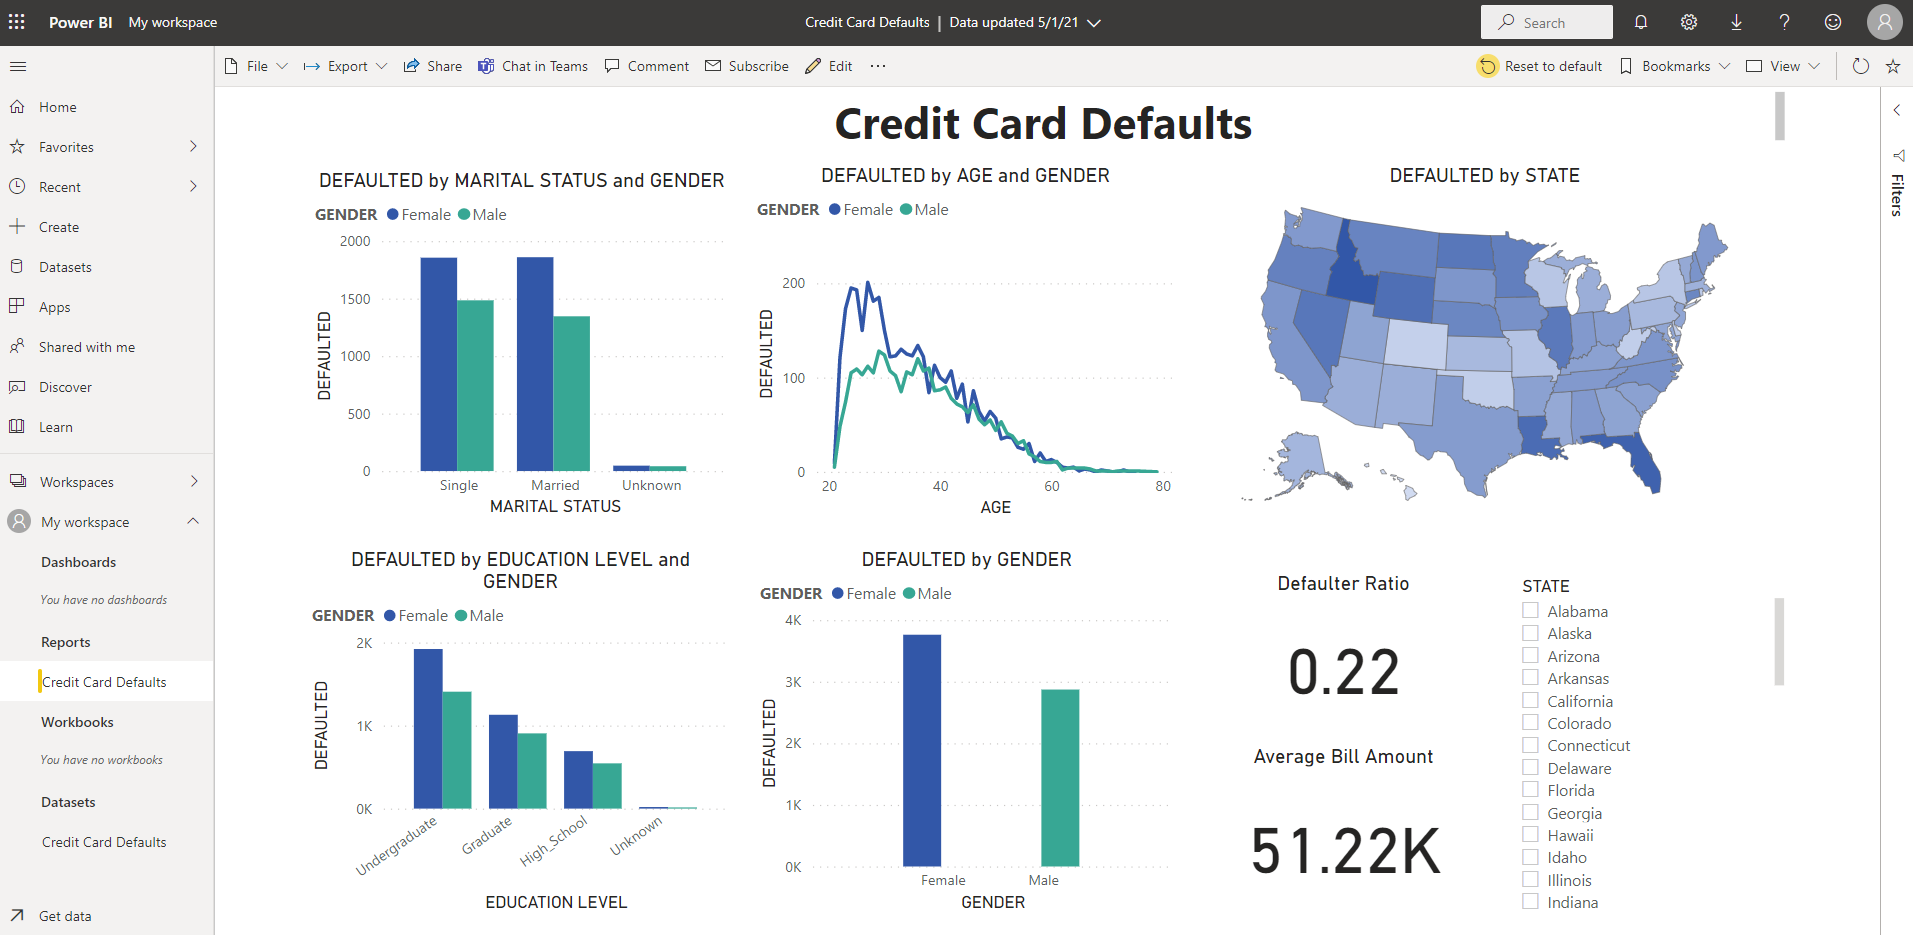 Power BI My workspace
Credit Card Defaults | Data updated 5/1/21
Search
File Export Share Chat in Teams Comment Subscribe Edit ...
Reset to default Bookmarks View
Home
Favorites
Recent
Create
Datasets
Apps
Shared with me
Discover
Learn
Workspaces
My workspace
Dashboards
You have no dashboards
Reports
Credit Card Defaults
Workbooks
You have no workbooks
Datasets
Credit Card Defaults
Get data
Credit Card Defaults
DEFAULTED by MARITAL STATUS and GENDER
GENDER Female Male
2000
1500
1000
500
0
DEFAULTED
Single Married Unknown
MARITAL STATUS
DEFAULTED by AGE and GENDER
GENDER Female Male
200
100
0
DEFAULTED
20 40 60 80
AGE
DEFAULTED by STATE
Filters
DEFAULTED by EDUCATION LEVEL and
GENDER
GENDER Female Male
2K
1K
0K
DEFAULTED
Undergraduate Graduate High_School Unknown
EDUCATION LEVEL
DEFAULTED by GENDER
GENDER Female Male
4K
3K
2K
1K
0K
DEFAULTED
Female Male
GENDER
Defaulter Ratio
0.22
Average Bill Amount
51.22K
STATE
Alabama
Alaska
Arizona
Arkansas
California
Colorado
Connecticut
Delaware
Florida
Georgia
Hawaii
Idaho
Illinois
Indiana